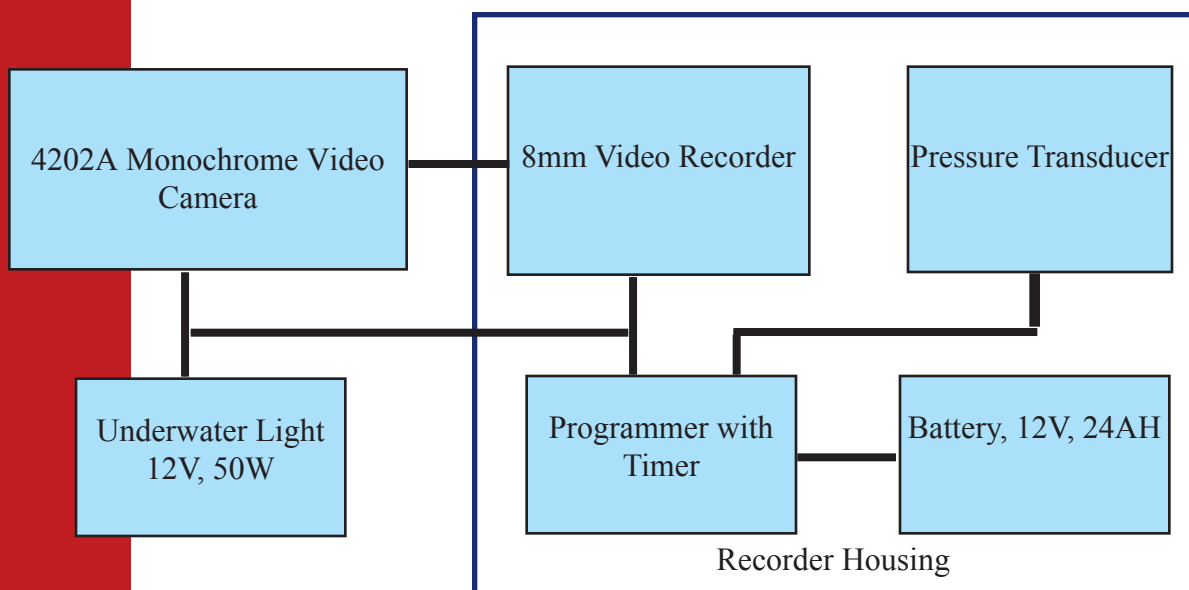 4202A Monochrome Video
Camera
8mm Video Recorder
Pressure Transducer
Underwater Light
12V, 50W
Programmer with
Timer
Battery, 12V, 24AH
Recorder Housing